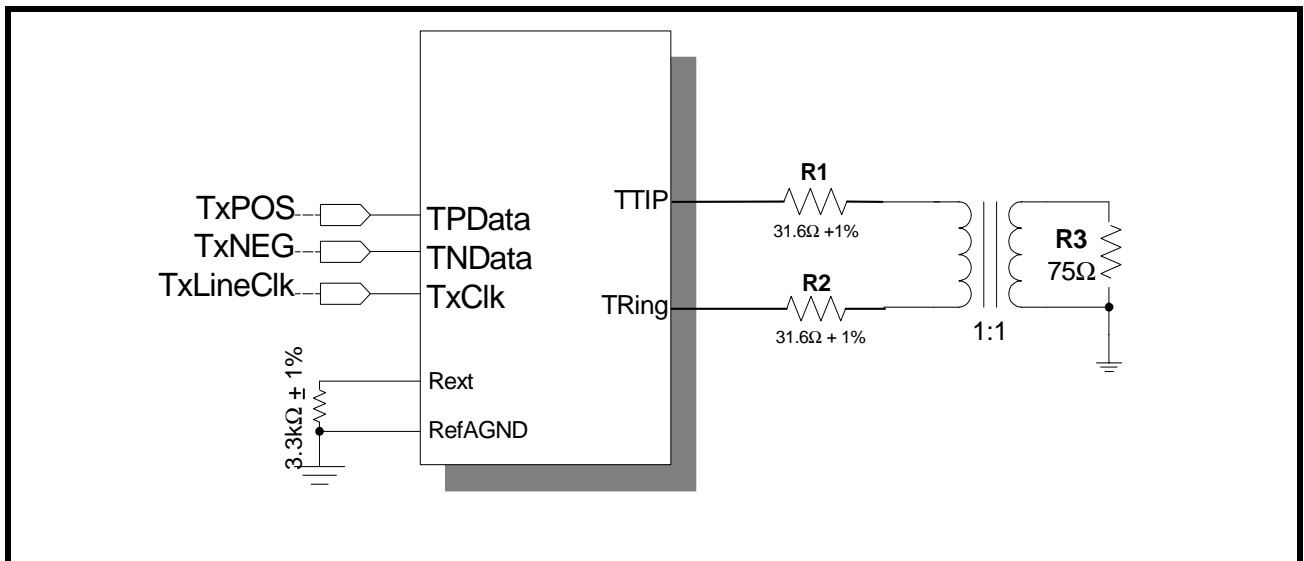 TxPOS
TxNEG
TxLineClk
TPData
TNData
TxClk
3.3kΩ ± 1%
Rext
RefAGND
TTIP
TRing
R1
31.6Ω +1%
R2
31.6Ω + 1%
1:1
R3
75Ω